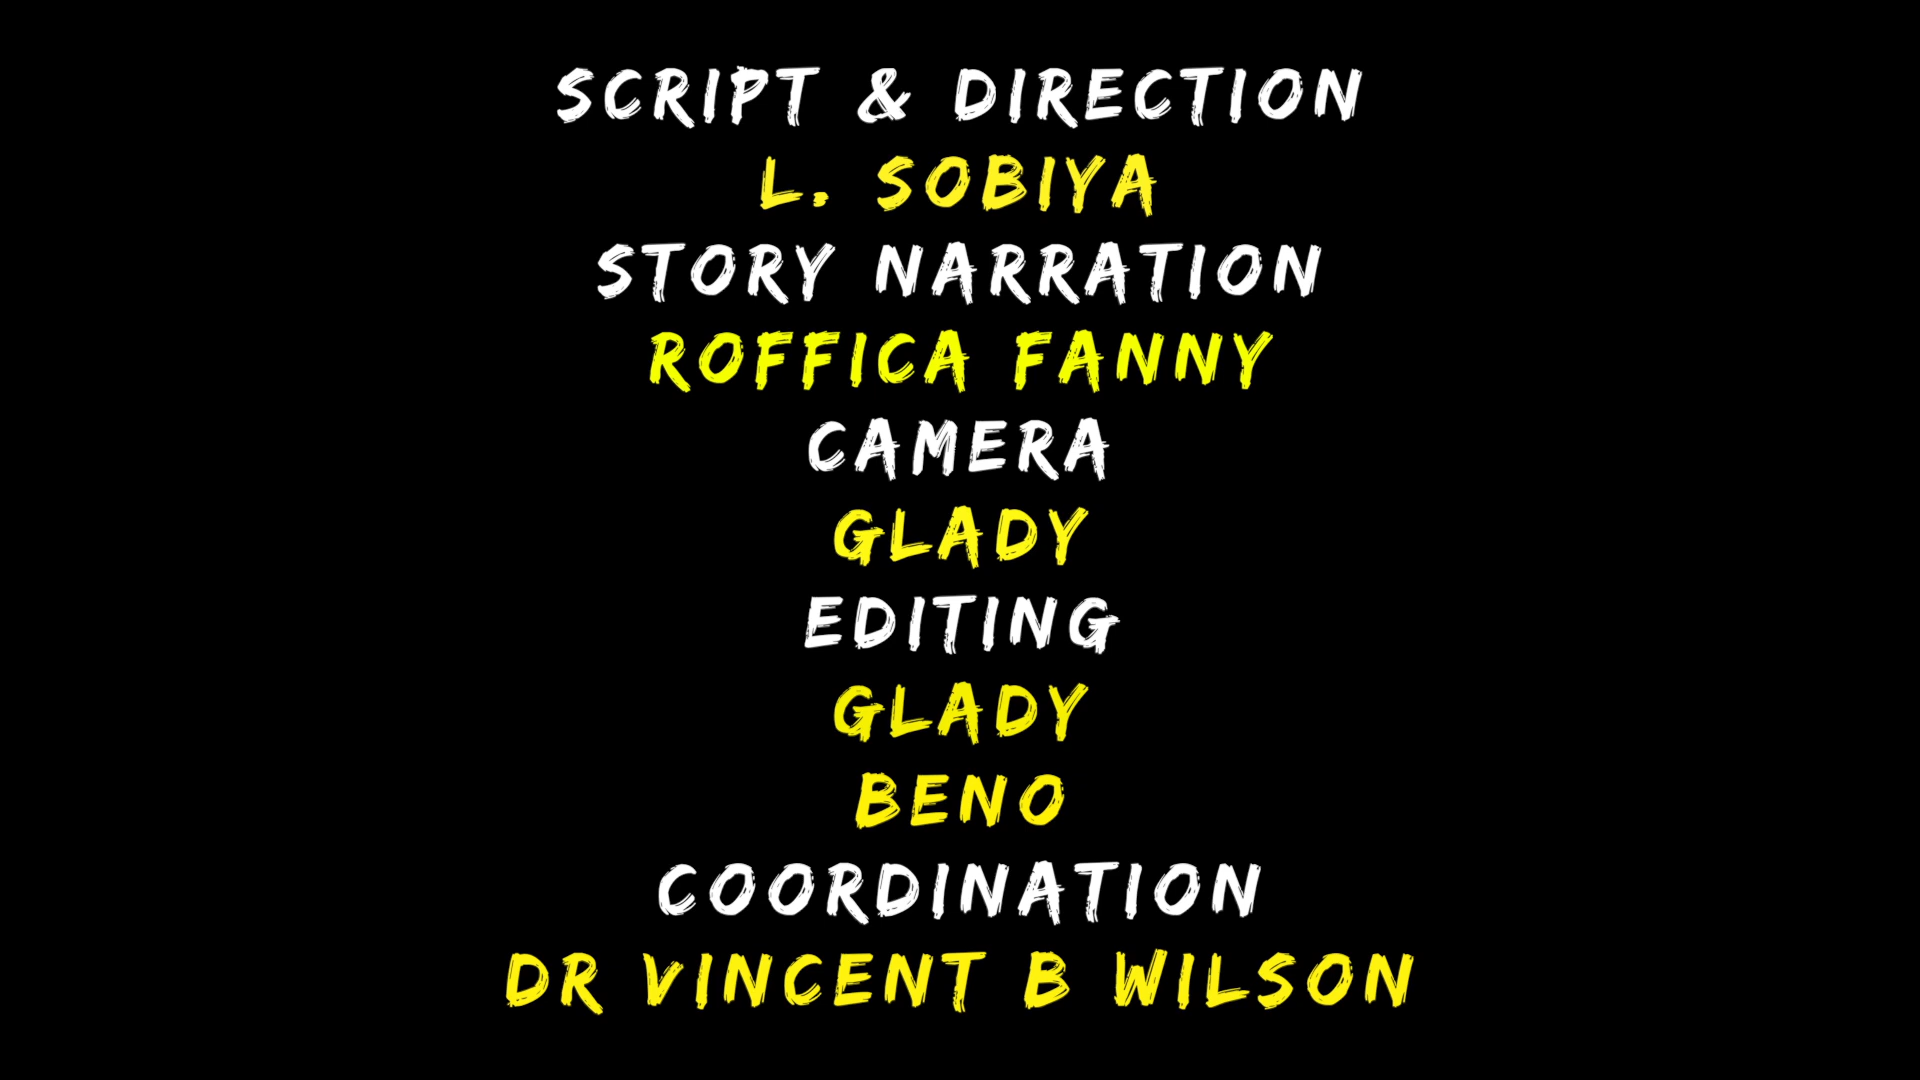 SCRIPT & DIRECTION
L. SOBIYA
STORY NARRATION
ROFFICA FANNY
CAMERA
GLADY
EDITING
GLADY
BENO
COORDINATION
DR VINCENT B WILSON